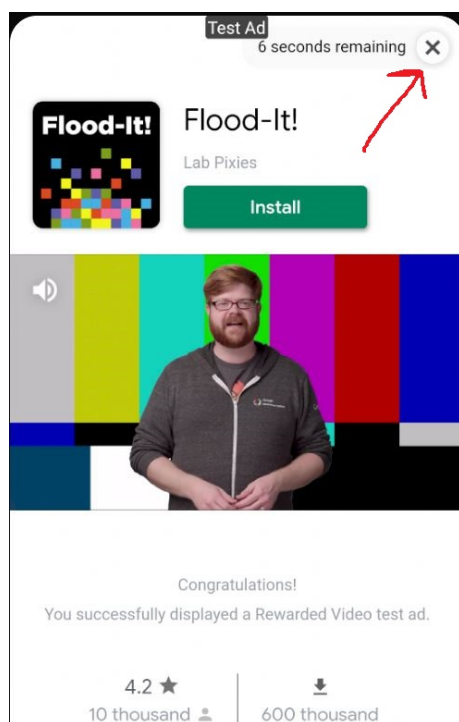 Test Ad
6 seconds remaining
Flood-It!
Flood-It!
Lab Pixies
Install
Congratulations!
You successfully displayed a Rewarded Video test ad.
4.2 ★
10 thousand
600 thousand